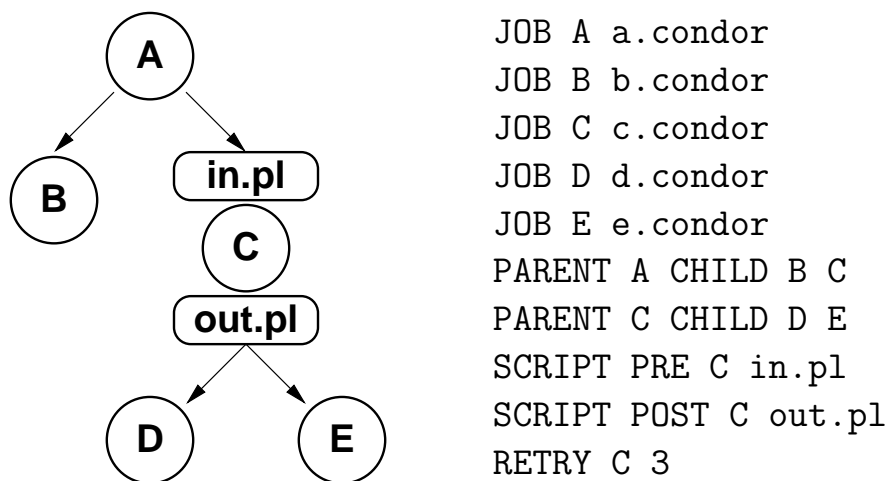 A
B
in.pl
C
out.pl
D
E
JOB A a.condor
JOB B b.condor
JOB C c.condor
JOB D d.condor
JOB E e.condor
PARENT A CHILD B C
PARENT C CHILD D E
SCRIPT PRE C in.pl
SCRIPT POST C out.pl
RETRY C 3